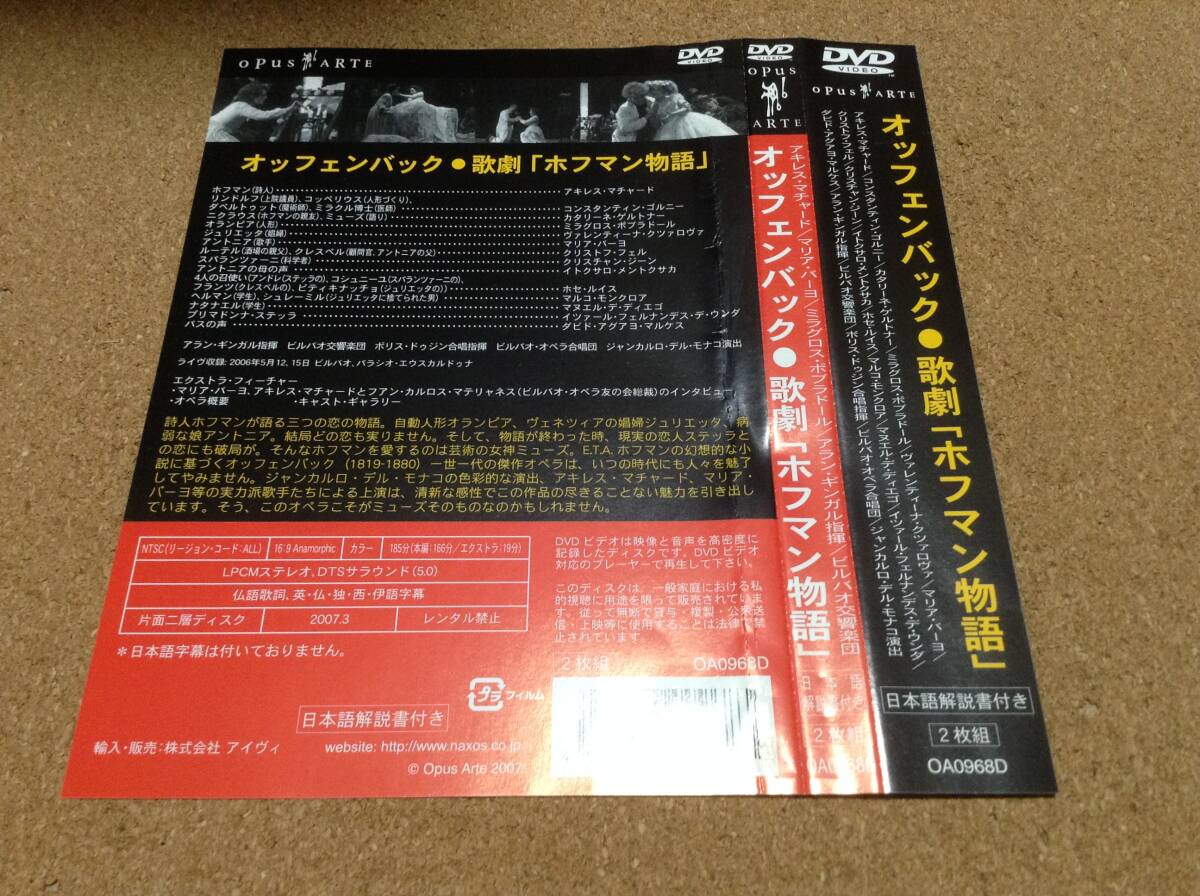 OPUS ARTE
DVD VIDEO
オッフェンバック●歌劇「ホフマン物語」
ホフマン(詩人)・・・アキレス・マチャード
リンドルフ(上院議員)、コッペリウス(人形づくり)、
ダペルトゥット(魔術師)、ミラクル博士(医師)・・・コンスタンティン・ゴルニー
ニクラウス(ホフマンの親友)、ミューズ(語り)・・・カタリーネ・ゲルトナー
オランピア(人形)・・・ミラグロス・ポブラドール
ジュリエッタ(娼婦)・・・ヴァレンティーナ・クツァロヴァ
アントニア(歌手)・・・マリア・バーヨ
ルーテル(酒場の親父)、クレスペル(顧問官、アントニアの父)・・・クリストフ・フェル
スパランツァーニ(科学者)・・・クリスチャン・ジーン
アントニアの母の声・・・イトクサロ・メントクサカ
4人の召使い(アンドレ(ステッラの)、コシュニーユ(スパランツァーニの)、
フランツ(クレスペルの)、ピティキナッチョ(ジュリエッタの))・・・ホセ・ルイス
ヘルマン(学生)、シュレーミル(ジュリエッタに捨てられた男)・・・マルコ・モンクロア
ナタナエル(学生)・・・マヌエル・デ・ディエゴ
プリマドンナ・ステッラ・・・イツァール・フェルナンデス・デ・ウンダ
バスの声・・・ダビド・アグアヨ・マルケス
アラン・ギンガル指揮 ビルバオ交響楽団 ボリス・ドゥジン合唱指揮 ビルバオ・オペラ合唱団 ジャンカルロ・デル・モナコ演出
ライヴ収録:2006年5月12、15日 ビルバオ、パラシオ・エウスカルドゥナ
エクストラ・フィーチャー
・マリア・バーヨ、アキレス・マチャードとフアン・カルロス・マテリャネス(ビルバオ・オペラ友の会総裁)のインタビュー
・オペラ概要 ・キャスト・ギャラリー
詩人ホフマンが語る三つの恋の物語。自動人形オランピア、ヴェネツィアの娼婦ジュリエッタ、病
弱な娘アントニア。結局どの恋も実りません。そして、物語が終わった時、現実の恋人ステッラと
の恋にも破局が。そんなホフマンを愛するのは芸術の女神ミューズ。E.T.A.ホフマンの幻想的な小
説に基づくオッフェンバック(1819-1880)一世一代の傑作オペラは、いつの時代にも人々を魅了
してやみません。ジャンカルロ・デル・モナコの色彩的な演出、アキレス・マチャード、マリア・
バーヨ等の実力派歌手たちによる上演は、清新な感性でこの作品の尽きることない魅力を引き出し
ています。そう、このオペラこそがミューズそのものなのかもしれません。
NTSC(リージョン・コード:ALL) 16:9 Anamorphic カラー 185分(本編:166分/エクストラ:19分)
LPCMステレオ、DTSサラウンド(5.0)
仏語歌詞、英・仏・独・西・伊語字幕
片面二層ディスク 2007.3 レンタル禁止
*日本語字幕は付いておりません。
DVDビデオは映像と音声を高密度に
記録したディスクです。DVDビデオ
対応のプレーヤーで再生して下さい。
このディスクは、一般家庭における私
的視聴に用途を限って販売されていま
す。従って無断で貸与・複製・公衆送
信・上映等に使用することは法律で禁
止されています。
2枚組 OA0968D
プラ フィルム
日本語解説書付き
輸入・販売:株式会社 アイヴィ website: http://www.naxos.co.jp
© Opus Arte 2007
DVD VIDEO
OPUS ARTE
アキレス・マチャード/マリア・バーヨ/ミラグロス・ポブラドール/アラン・ギンガル指揮/ビルバオ交響楽団
オッフェンバック●歌劇「ホフマン物語」
日本語
解説書付き
2枚組
DVD VIDEO
OPUS ARTE
オッフェンバック●歌劇「ホフマン物語」
アキレス・マチャード/コンスタンティン・ゴルニー/カタリーネ・ゲルトナー/ミラグロス・ポブラドール/ヴァレンティーナ・クツァロヴァ/マリア・バーヨ/
クリストフ・フェル/クリスチャン・ジーン/イトクサロ・メントクサカ/ホセ・ルイス/マルコ・モンクロア/マヌエル・デ・ディエゴ/イツァール・フェルナンデス・デ・ウンダ/
ダビド・アグアヨ・マルケス/アラン・ギンガル指揮/ビルバオ交響楽団/ボリス・ドゥジン合唱指揮/ビルバオ・オペラ合唱団/ジャンカルロ・デル・モナコ演出
日本語解説書付き
2枚組
OA0968D